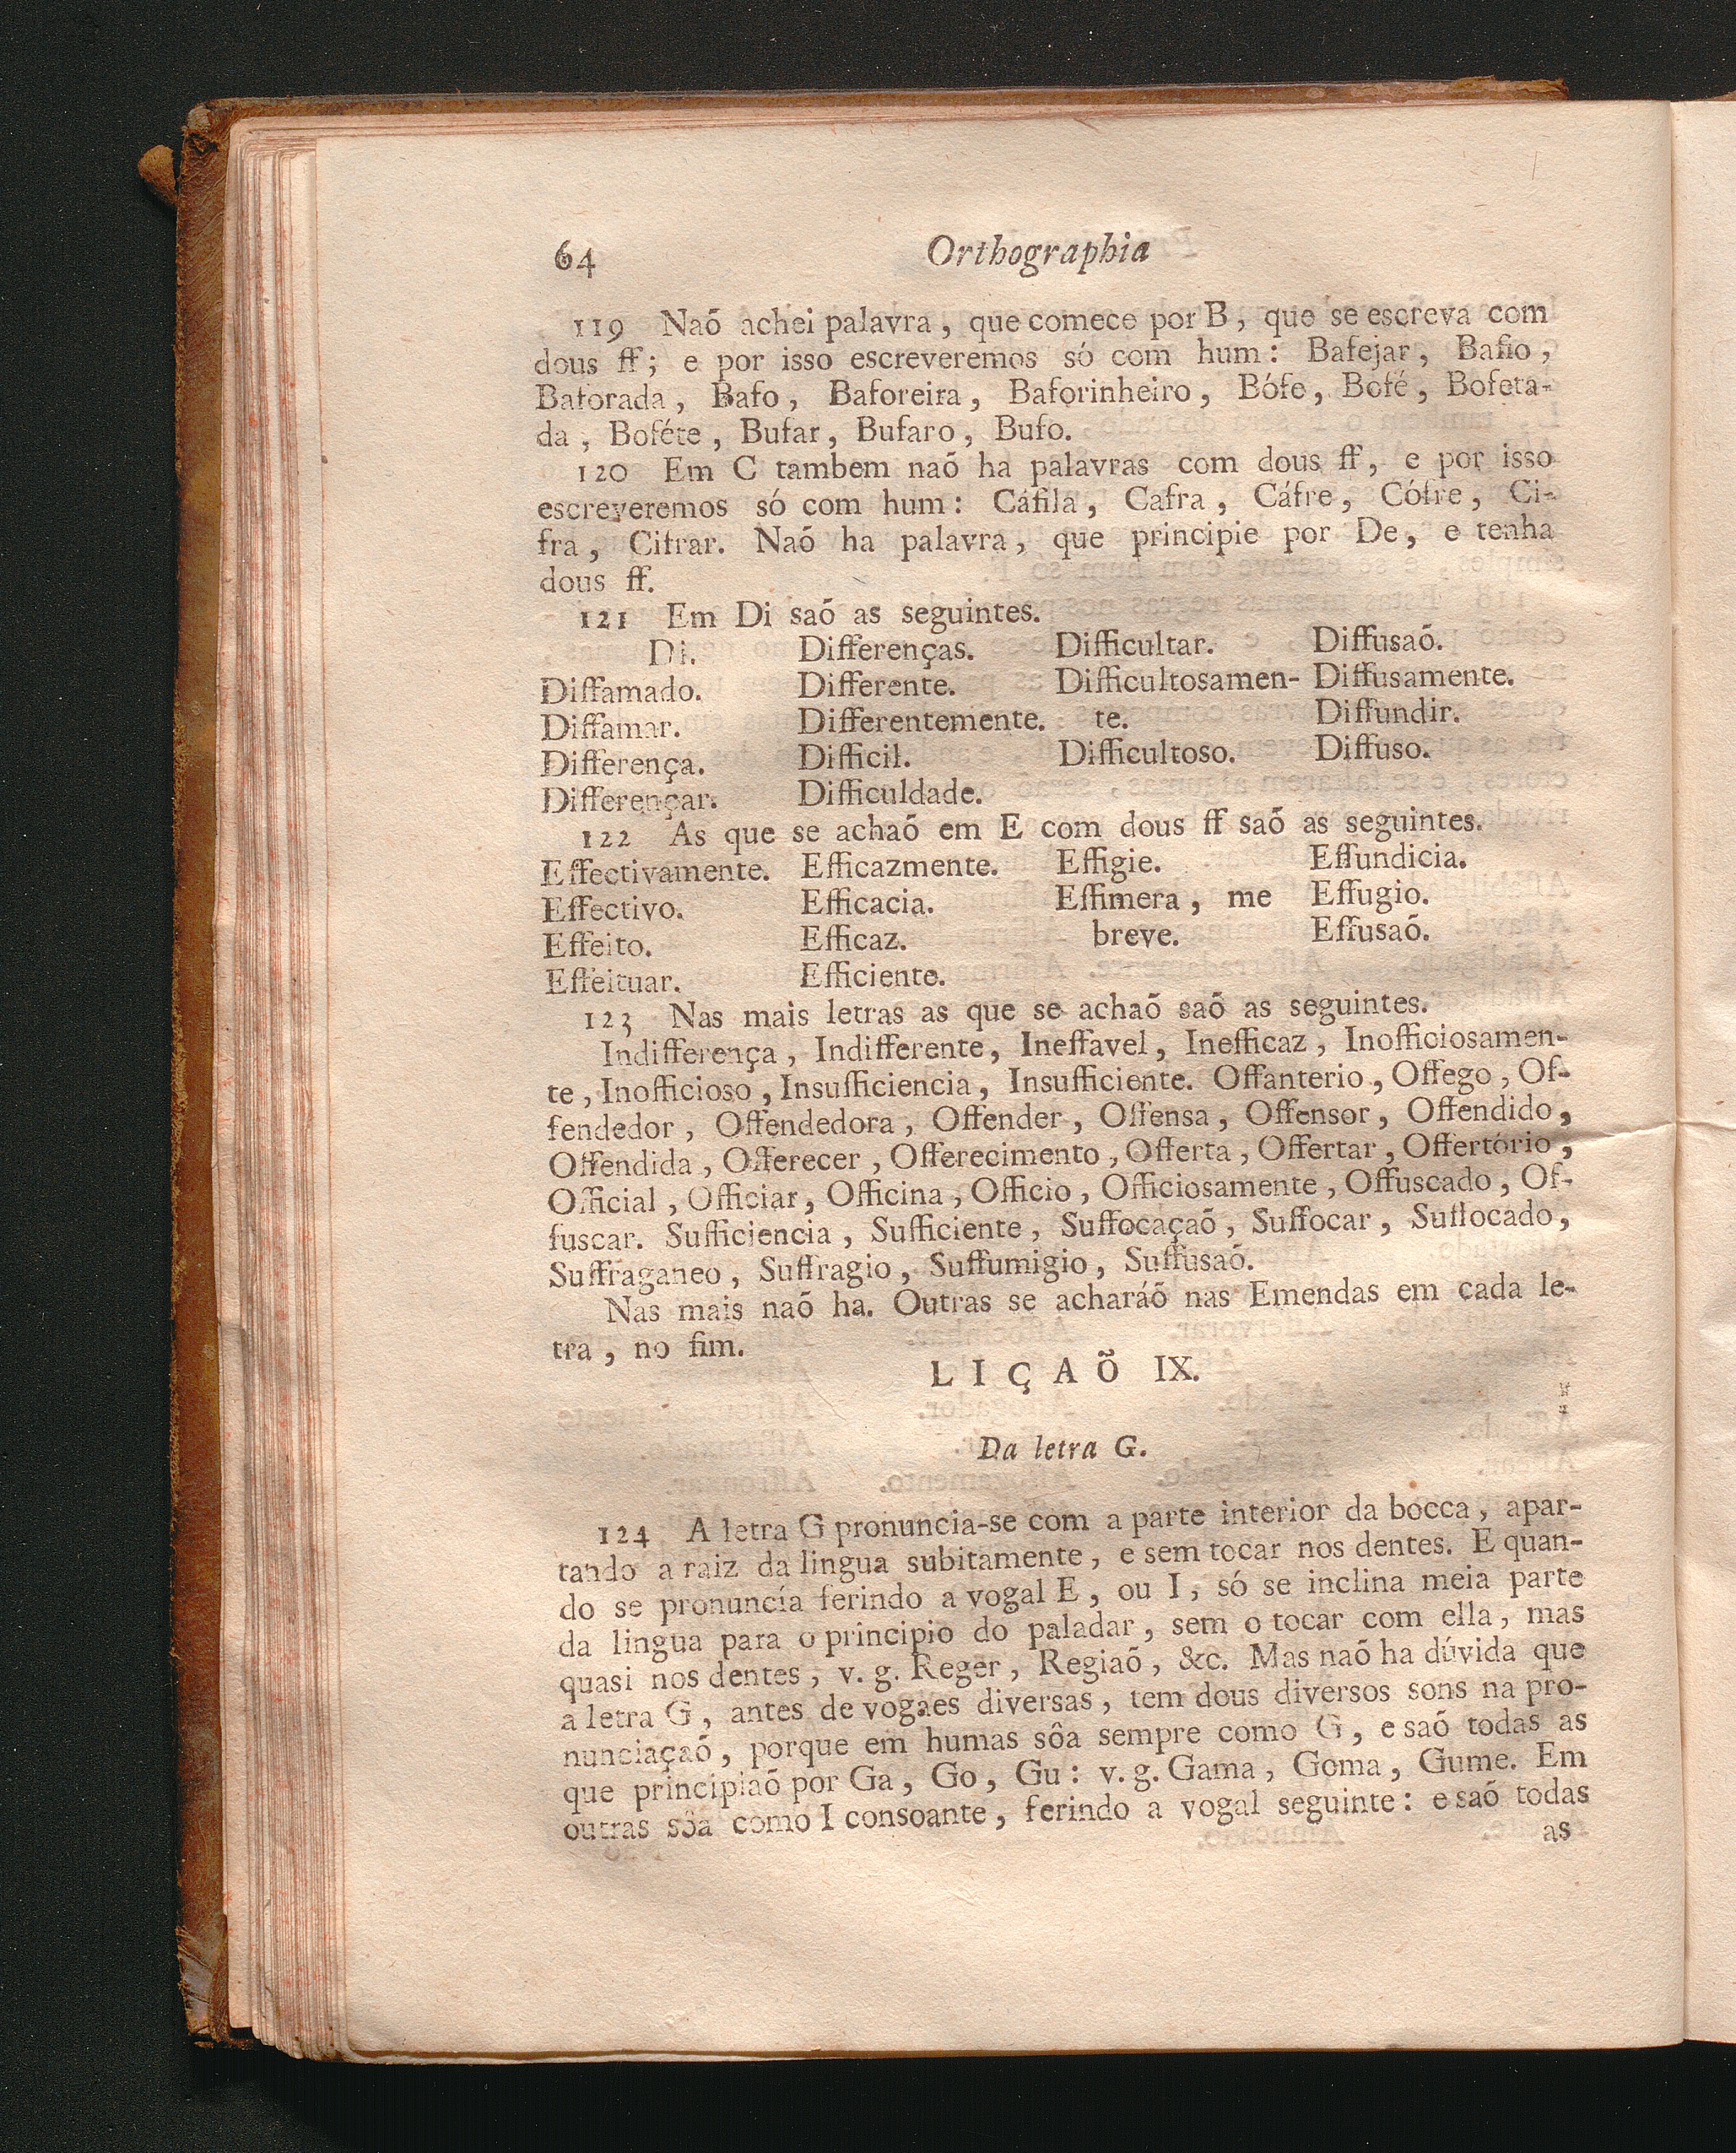 64 Orthographia
119 Naõ achei palavra, que comece por B, que se escreva com
dous ff; e por isso escreveremos só com hum: Bafejar, Bafio,
Baforada, Bafo, Baforeira, Baforinheiro, Bófe, Bofé, Bofeta-
da, Boféte, Bufar, Bufaro, Bufo.
120 Em C tambem naõ ha palavras com dous ff, e por isso
escreveremos só com hum: Cáfila, Cafra, Cáfre, Cófre, Ci-
fra, Cifrar. Naõ ha palavra, que principie por De, e tenha
dous ff.
121 Em Di saõ as seguintes.
Di. Differenças. Difficultar. Diffusaõ.
Diffamado. Differente. Difficultosamen- Diffusamente.
Diffamar. Differentemente. te. Diffundir.
Differença. Difficil. Difficultoso. Diffuso.
Differençar. Difficuldade.
122 As que se achaõ em E com dous ff saõ as seguintes.
Effectivamente. Efficazmente. Effigie. Effundicia.
Effectivo. Efficacia. Effimera, me Effugio.
Effeito. Efficaz. breve. Effusaõ.
Effeituar. Efficiente.
123 Nas mais letras as que se achaõ saõ as seguintes.
Indifferença, Indifferente, Ineffavel, Inefficaz, Inofficiosamen-
te, Inofficioso, Insufficiencia, Insufficiente. Offanterio, Offego, Of-
fendedor, Offendedora, Offender, Offensa, Offensor, Offendido,
Offendida, Offerecer, Offerecimento, Offerta, Offertar, Offertório,
Official, Officiar, Officina, Officio, Officiosamente, Offuscado, Of-
fuscar. Sufficiencia, Sufficiente, Suffocaçaõ, Suffocar, Suffocado,
Suffraganeo, Suffragio, Suffumigio, Suffusaõ.
Nas mais naõ ha. Outras se acharáõ nas Emendas em cada le-
tra, no fim.
LIÇAÕ IX.
Da letra G.
124 A letra G pronuncia-se com a parte interior da bocca, apar-
tando a raiz da lingua subitamente, e sem tocar nos dentes. E quan-
do se pronuncía ferindo a vogal E, ou I, só se inclina meia parte
da lingua para o principio do paladar, sem o tocar com ella, mas
quasi nos dentes, v. g. Reger, Regiaõ, &c. Mas naõ ha dúvida que
a letra G, antes de vogaes diversas, tem dous diversos sons na pro-
nunciaçaõ, porque em humas sôa sempre como G, e saõ todas as
que principiaõ por Ga, Go, Gu: v. g. Gama, Goma, Gume. Em
outras sôa como I consoante, ferindo a vogal seguinte: e saõ todas
as